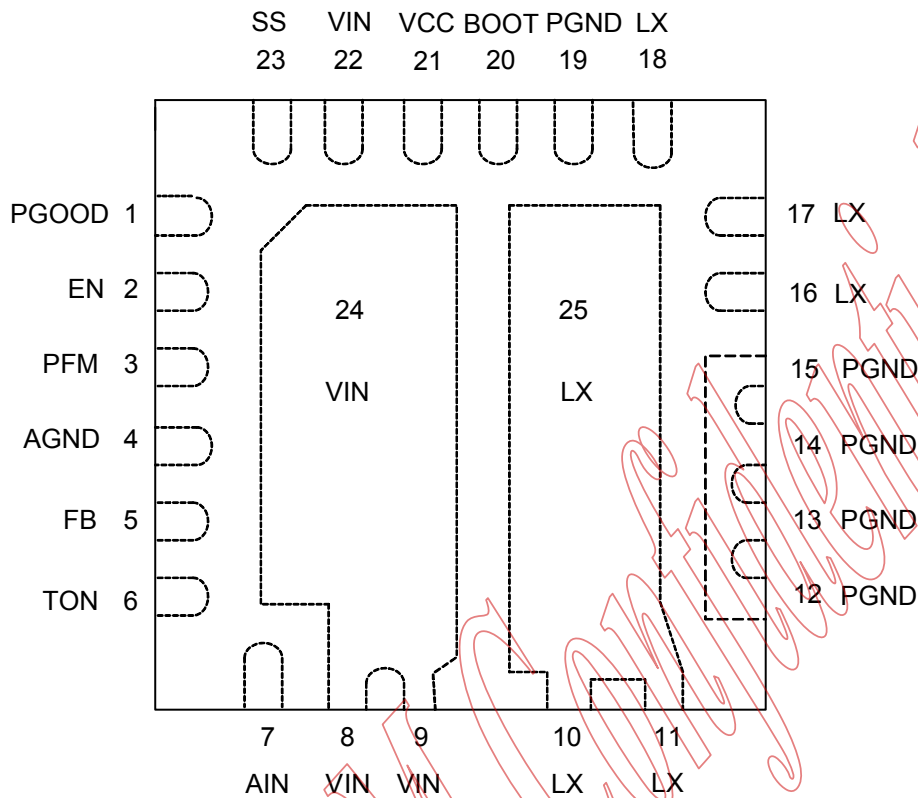 SS VIN VCC BOOT PGND LX
23 22 21 20 19 18
PGOOD 1
17 LX
EN 2
16 LX
24
25
PFM 3
15 PGND
VIN
LX
AGND 4
14 PGND
FB 5
13 PGND
TON 6
12 PGND
7 8 9 10 11
AIN VIN VIN LX LX